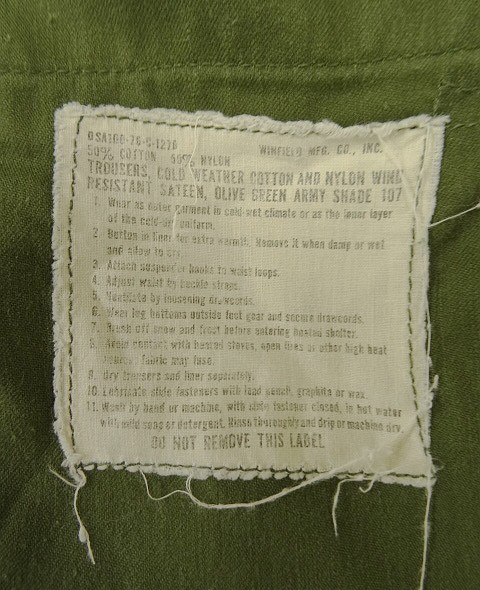 DSA100-76-C-1276 WINFIELD MFG. CO., INC.
50% COTTON 50% NYLON
TROUSERS, COLD WEATHER COTTON AND NYLON WIND
RESISTANT SATEEN, OLIVE GREEN ARMY SHADE 107
1. Wear as outer garment in cold-wet climate or as the inner layer
of the cold-dry uniform.
2. Button in liner for extra warmth. Remove it when damp or wet
and allow to dry.
3. Attach suspender hooks to waist loops.
4. Adjust waist by buckle straps.
5. Ventilate by loosening drawcords.
6. Wear leg bottoms outside foot gear and secure drawcords.
7. Brush off snow and frost before entering heated shelter.
8. Avoid contact with heated stoves, open fires or other high heat
fabric may fuse.
9. Dry trousers and liner separately.
10. Lubricate slide fasteners with lead pencil, graphite or wax.
11. Wash by hand or machine, with slide fastener closed, in hot water
with mild soap or detergent. Rinse thoroughly and drip or machine dry.
DO NOT REMOVE THIS LABEL